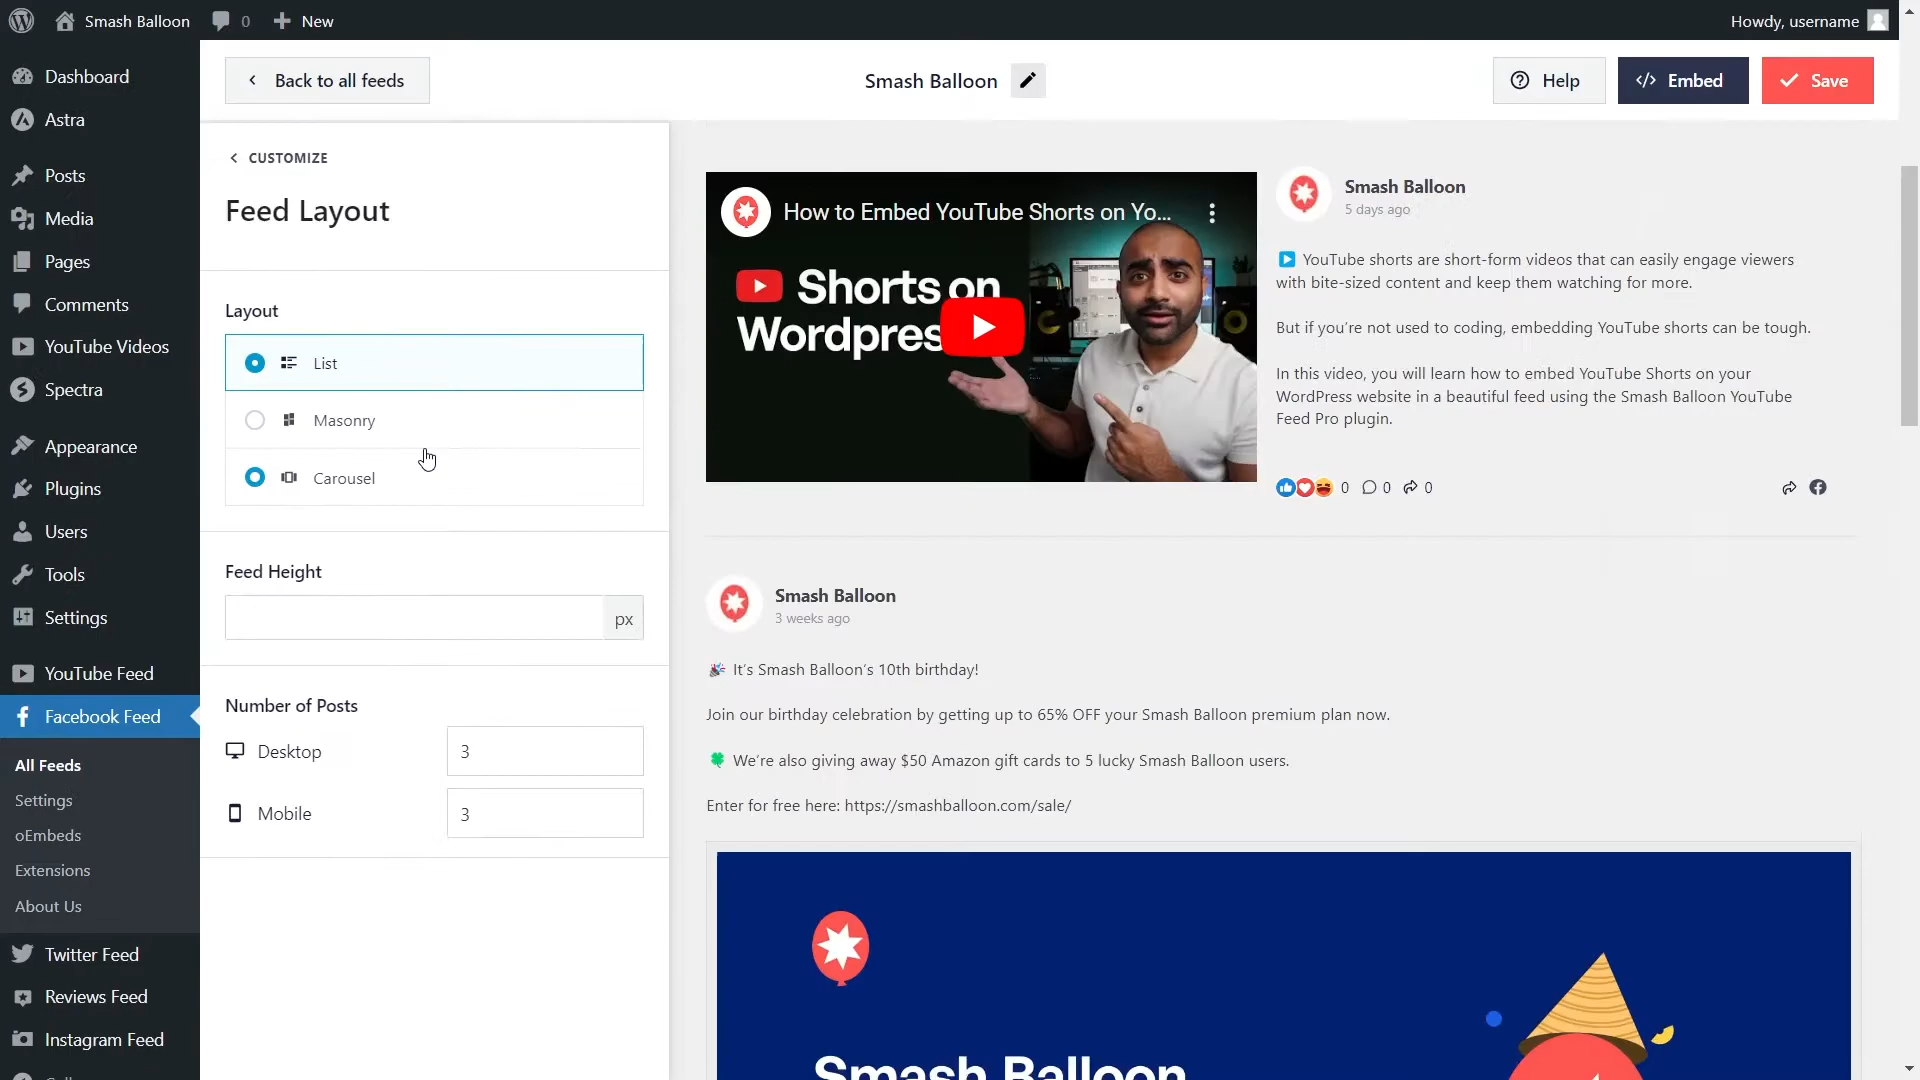 Smash Balloon
0
New
Howdy, username
Dashboard
Astra
Posts
Media
Pages
Comments
YouTube Videos
Spectra
Appearance
Plugins
Users
Tools
Settings
YouTube Feed
Facebook Feed
All Feeds
Settings
oEmbeds
Extensions
About Us
Twitter Feed
Reviews Feed
Instagram Feed
Back to all feeds
Smash Balloon
Help
Embed
Save
CUSTOMIZE
Feed Layout
Layout
List
Masonry
Carousel
Feed Height
px
Number of Posts
Desktop
3
Mobile
3
How to Embed YouTube Shorts on Yo...
Shorts on
Wordpres
Smash Balloon
5 days ago
YouTube shorts are short-form videos that can easily engage viewers
with bite-sized content and keep them watching for more.
But if you're not used to coding, embedding YouTube shorts can be tough.
In this video, you will learn how to embed YouTube Shorts on your
WordPress website in a beautiful feed using the Smash Balloon YouTube
Feed Pro plugin.
0 0 0
Smash Balloon
3 weeks ago
🎉 It's Smash Balloon's 10th birthday!
Join our birthday celebration by getting up to 65% OFF your Smash Balloon premium plan now.
🍀 We're also giving away $50 Amazon gift cards to 5 lucky Smash Balloon users.
Enter for free here: https://smashballoon.com/sale/
Smash Balloon